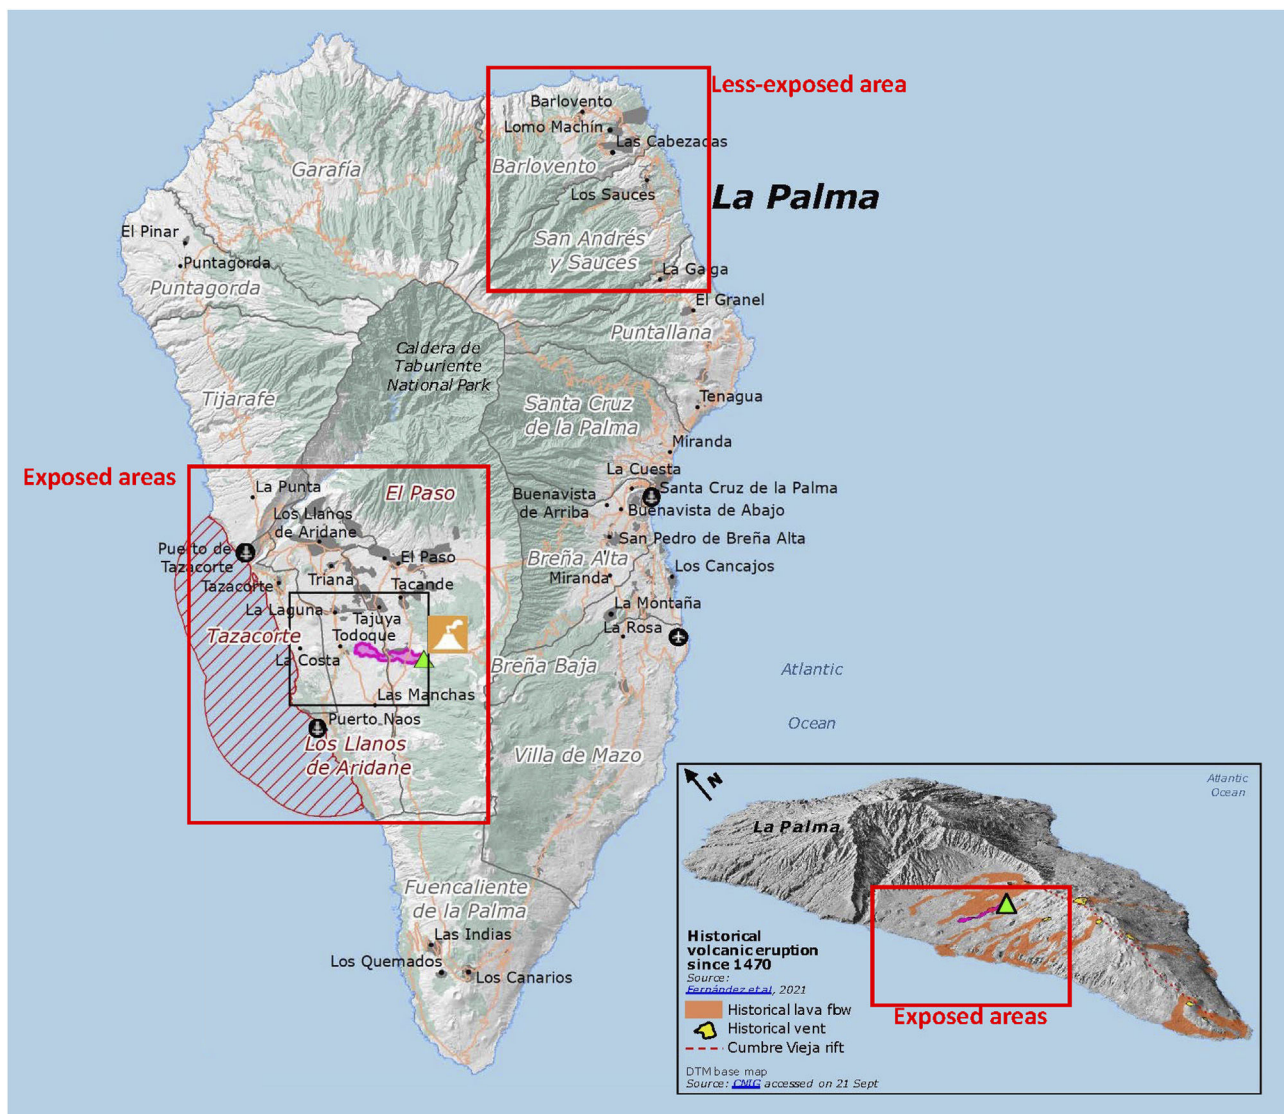 Less-exposed area
Barlovento
Lomo Machín
Las Cabezadas
Garafía
Barlovento
Los Sauces
La Palma
El Pinar
San Andrés
y Sauces
Puntagorda
La Galga
Puntagorda
El Granel
Puntallana
Caldera de
Taburiente
National Park
Tijarafe
Santa Cruz
de la Palma
Tenagua
Miranda
Exposed areas
La Cuesta
La Punta
El Paso
Santa Cruz de la Palma
Buenavista
de Arriba
Buenavista de Abajo
Los Llanos
de Aridane
San Pedro de Breña Alta
Puerto de
Tazacorte
El Paso
Breña Alta
Los Cancajos
Triana
Miranda
Tazacorte
Tacande
La Laguna
Tajuya
La Montaña
Tazacorte
Todoque
La Rosa
La Costa
Breña Baja
Atlantic
Ocean
Las Manchas
Puerto Naos
Los Llanos
de Aridane
Villa de Mazo
Fuencaliente
de la Palma
Las Indias
Los Quemados
Los Canarios
N
Atlantic
Ocean
La Palma
Historical
volcanic eruption
since 1470
Source:
Fernández et al, 2021
Exposed areas
Historical lava flow
Historical vent
Cumbre Vieja rift
DTM base map
Source: CNIG accessed on 21 Sept